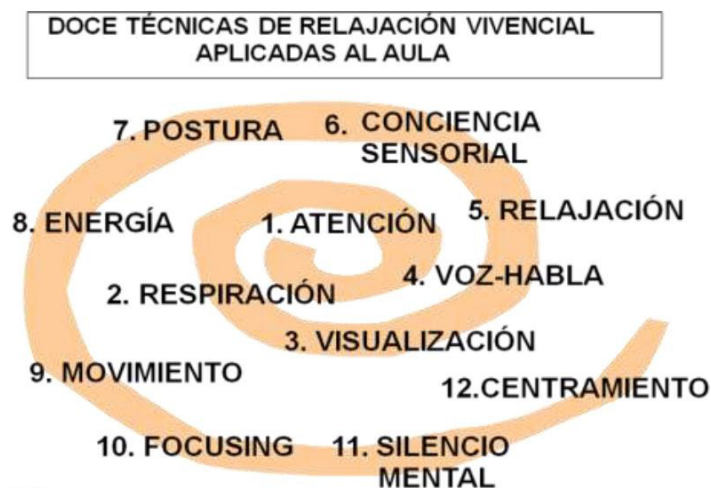 DOCE TÉCNICAS DE RELAJACIÓN VIVENCIAL
APLICADAS AL AULA
7. POSTURA
6. CONCIENCIA
SENSORIAL
8. ENERGÍA
1. ATENCIÓN
5. RELAJACIÓN
2. RESPIRACIÓN
4. VOZ-HABLA
3. VISUALIZACIÓN
9. MOVIMIENTO
12.CENTRAMIENTO
10. FOCUSING
11. SILENCIO
MENTAL